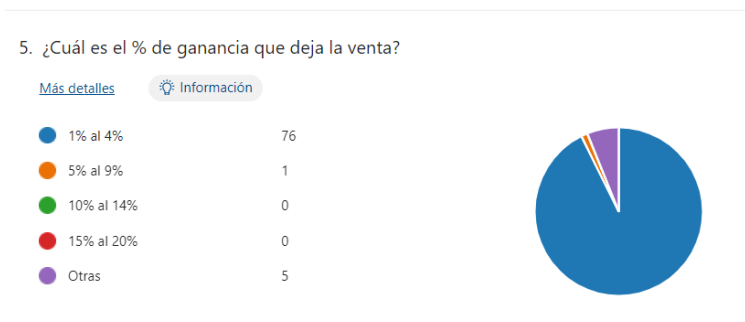 5. ¿Cuál es el % de ganancia que deja la venta?
Más detalles
Información
1% al 4% 76
5% al 9% 1
10% al 14% 0
15% al 20% 0
Otras 5